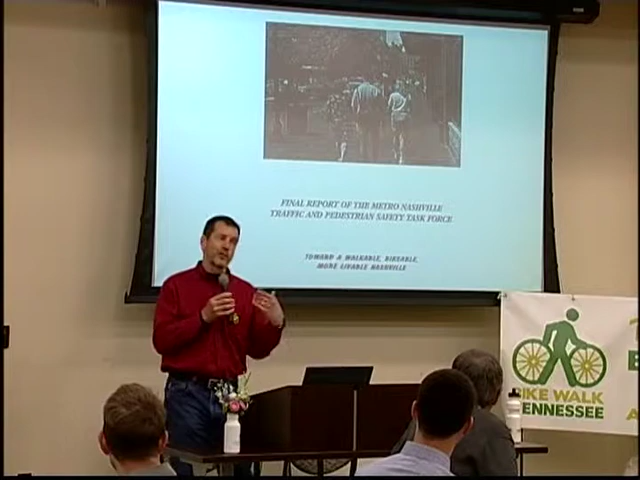 FINAL REPORT OF THE METRO NASHVILLE
TRAFFIC AND PEDESTRIAN SAFETY TASK FORCE
TOWARD A WALKABLE, BIKEABLE,
MORE LIVABLE NASHVILLE
BIKE WALK
TENNESSEE